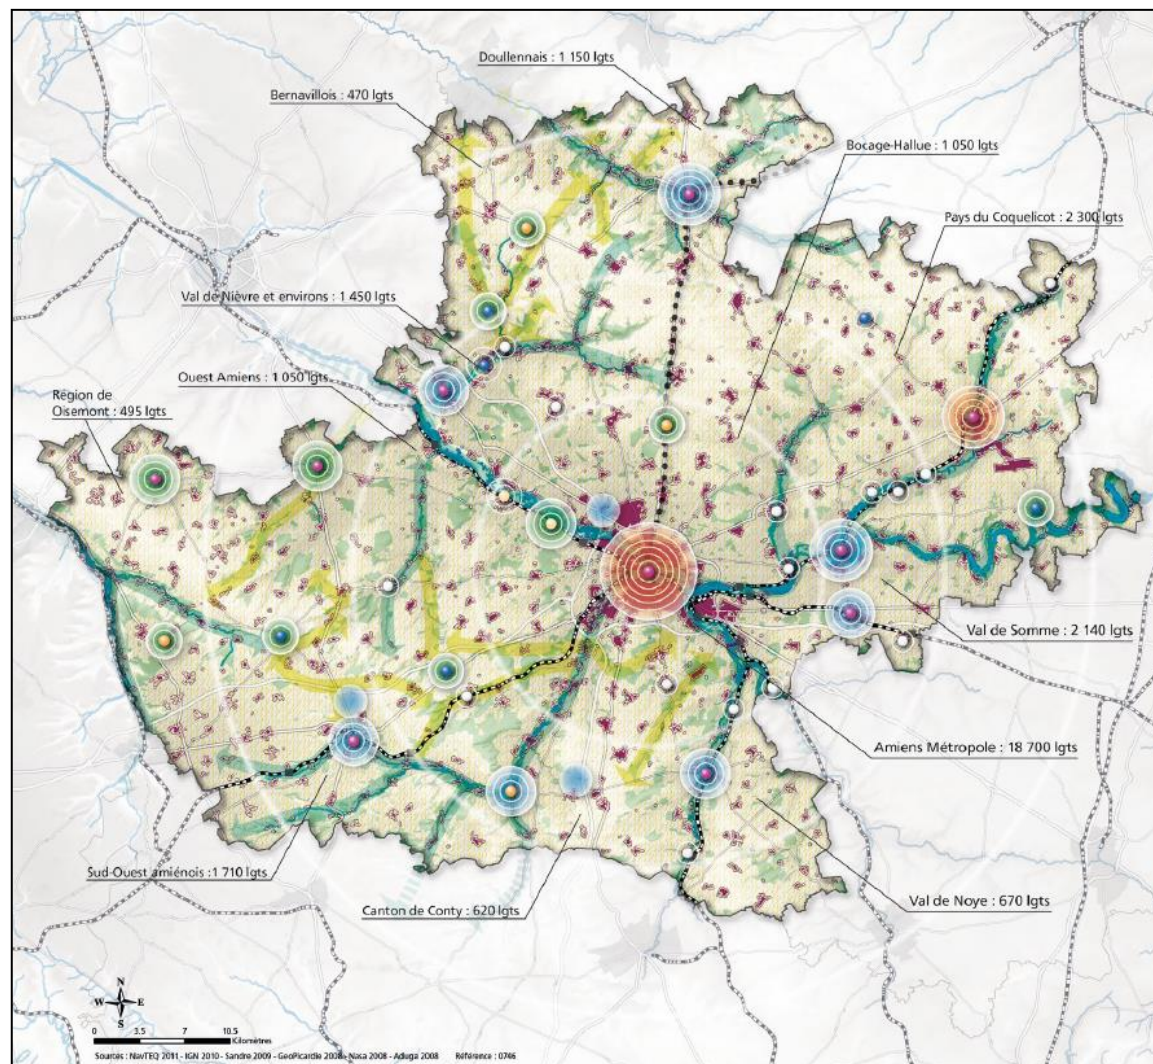 Doullennais : 1 150 lgts
Bernavillois : 470 lgts
Bocage-Hallue : 1 050 lgts
Pays du Coquelicot : 2 300 lgts
Val de Nièvre et environs : 1 450 lgts
Ouest Amiens : 1 050 lgts
Région de
Oisemont : 495 lgts
Val de Somme : 2 140 lgts
Amiens Métropole : 18 700 lgts
Sud-Ouest amiénois :1 710 lgts
Canton de Conty : 620 lgts
Val de Noye : 670 lgts
N
W E
S
0 3.5 7 10.5
Kilomètres
Sources : NavTEQ 2011 - IGN 2010 - Sandre 2009 - GeoPicardie 2008 - Nasa 2008 - Aduga 2008 Référence : 0746